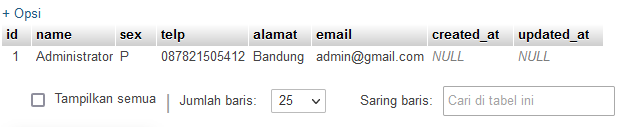 + Opsi
id name sex telp alamat email created_at updated_at
1 Administrator P 087821505412 Bandung admin@gmail.com NULL NULL
Tampilkan semua | Jumlah baris: 25 Saring baris: Cari di tabel ini